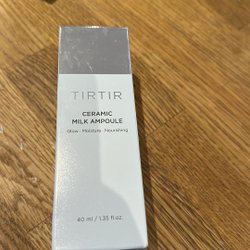 TIRTIR
CERAMIC
MILK AMPOULE
Glow · Moisture · Nourishing
40 ml / 1.35 fl.oz.